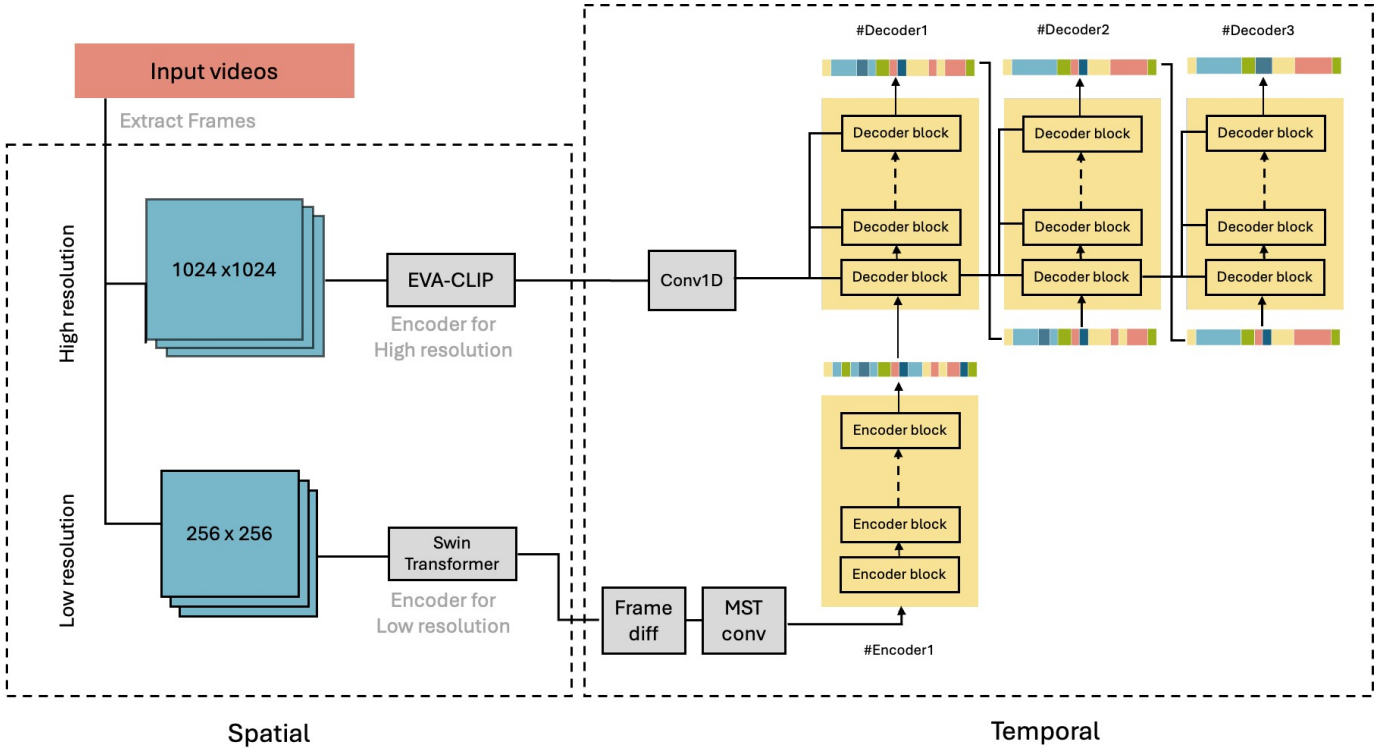 Input videos
Extract Frames
High resolution
1024 x1024
EVA-CLIP
Encoder for
High resolution
Low resolution
256 x 256
Swin
Transformer
Encoder for
Low resolution
Spatial
#Decoder1
#Decoder2
#Decoder3
Decoder block
Decoder block
Decoder block
Decoder block
Decoder block
Decoder block
Conv1D
Decoder block
Decoder block
Decoder block
Encoder block
Encoder block
Encoder block
Frame
diff
MST
conv
#Encoder1
Temporal